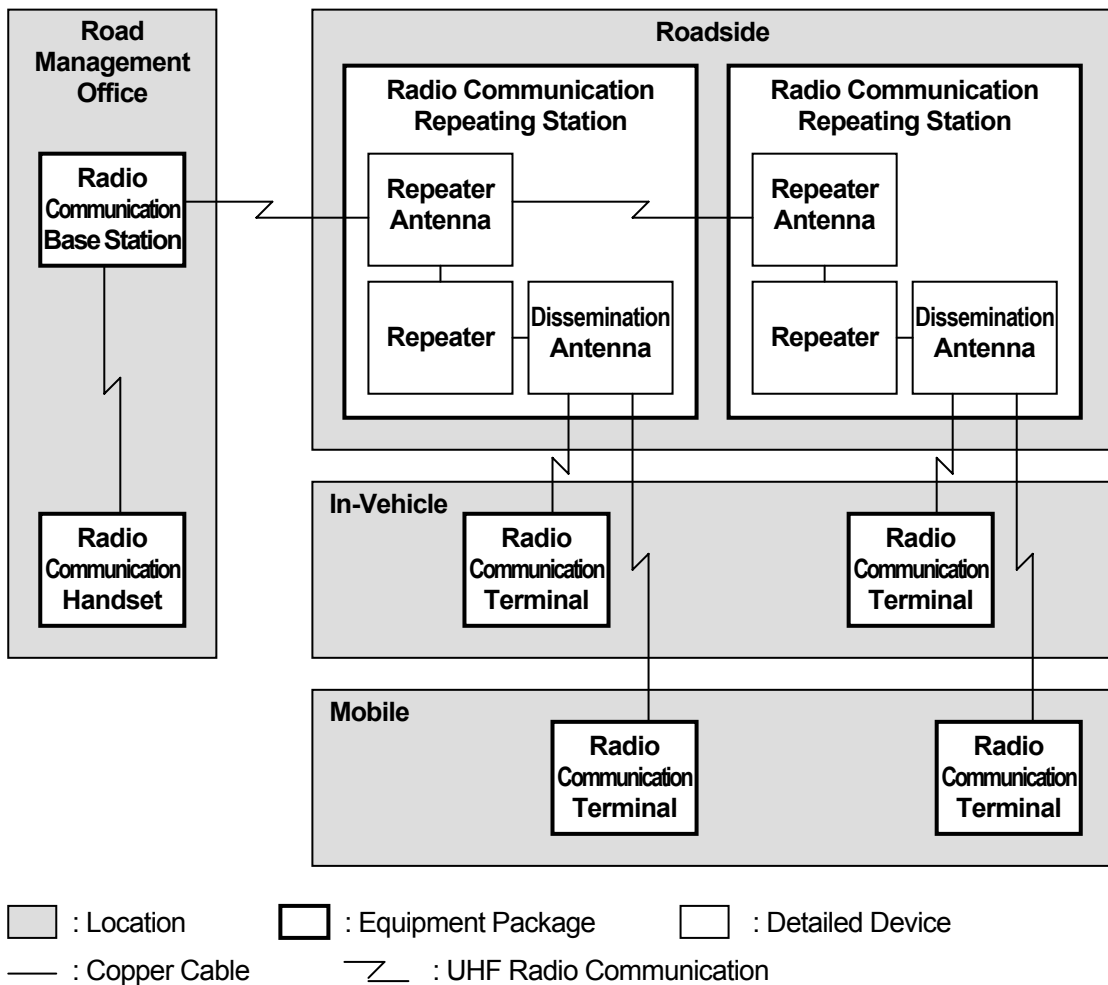 Road
Management
Office
Radio
Communication
Base Station
Radio
Communication
Handset
Roadside
Radio Communication
Repeating Station
Repeater
Antenna
Repeater
Dissemination
Antenna
Radio Communication
Repeating Station
Repeater
Antenna
Repeater
Dissemination
Antenna
In-Vehicle
Radio
Communication
Terminal
Radio
Communication
Terminal
Mobile
Radio
Communication
Terminal
Radio
Communication
Terminal
: Location
: Equipment Package
: Detailed Device
: Copper Cable
: UHF Radio Communication